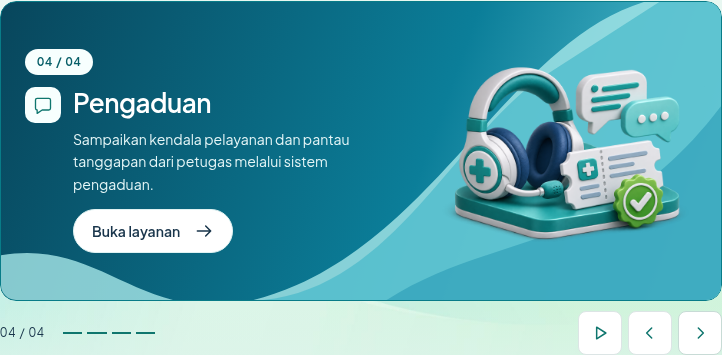 04 / 04
Pengaduan
Sampaikan kendala pelayanan dan pantau
tanggapan dari petugas melalui sistem
pengaduan.
Buka layanan
04 / 04